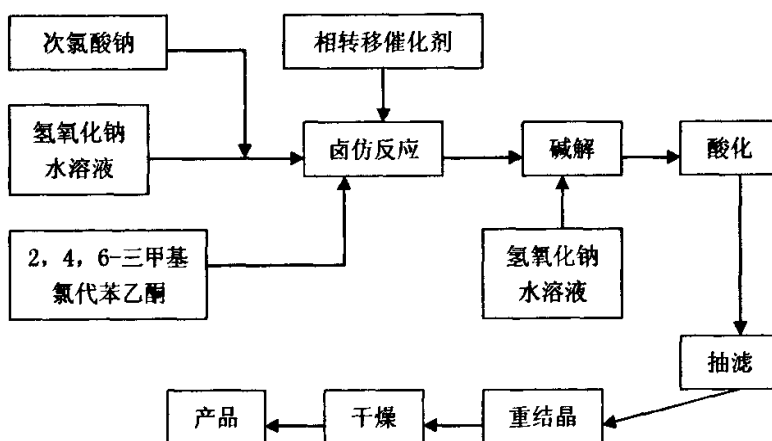 次氯酸钠
相转移催化剂
氢氧化钠
水溶液
卤仿反应
碱解
酸化
2，4，6-三甲基
氯代苯乙酮
氢氧化钠
水溶液
抽滤
产品
干燥
重结晶